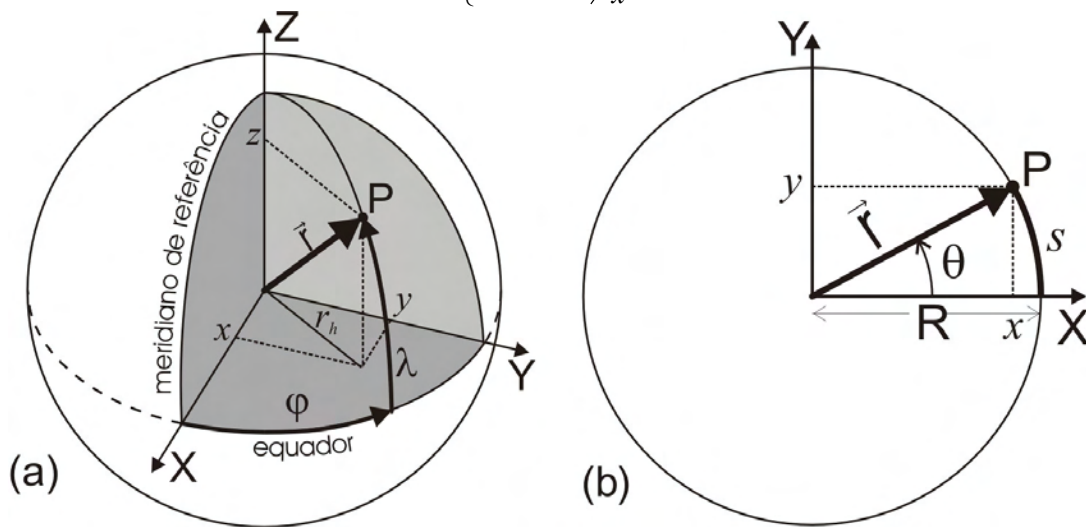 x
Z
z
meridiano de referência
P
r⃗
x
r_h
y
λ
φ
equador
Y
X
(a)
Y
y
P
r⃗
θ
s
R
x
X
(b)